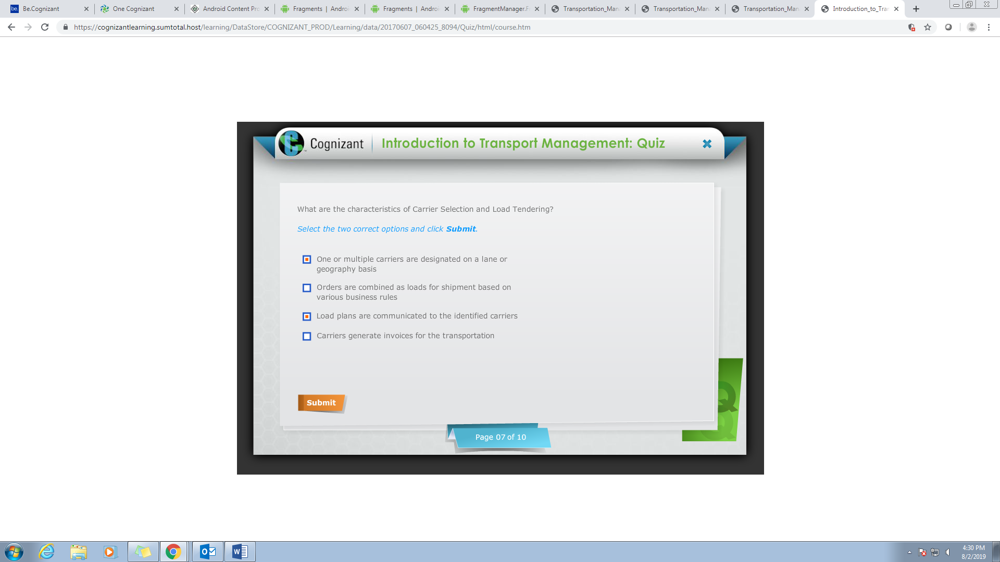 Be.Cognizant
One Cognizant
Android Content Pro
Fragments | Androi
Fragments | Androi
FragmentManager.F
Transportation_Man
Transportation_Man
Transportation_Man
Introduction_to_Tra
https://cognizantlearning.sumtotal.host/learning/DataStore/COGNIZANT_PROD/Learning/data/20170607_060425_8094/Quiz/html/course.htm
Cognizant
Introduction to Transport Management: Quiz
What are the characteristics of Carrier Selection and Load Tendering?
Select the two correct options and click Submit.
One or multiple carriers are designated on a lane or
geography basis
Orders are combined as loads for shipment based on
various business rules
Load plans are communicated to the identified carriers
Carriers generate invoices for the transportation
Submit
Page 07 of 10
4:30 PM
8/2/2019